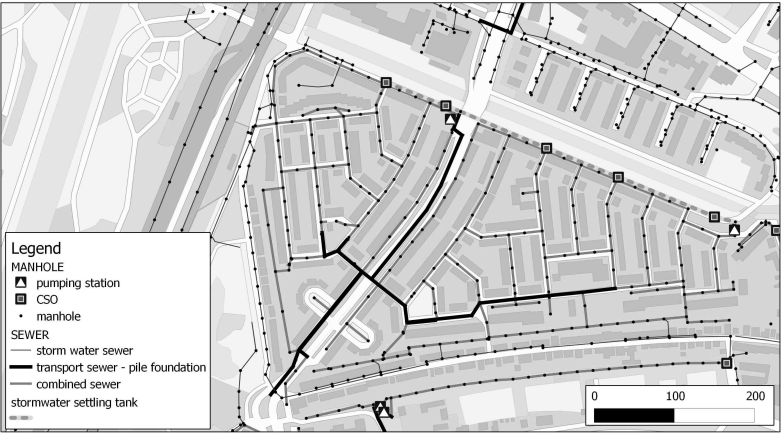 Legend
MANHOLE
pumping station
CSO
manhole
SEWER
storm water sewer
transport sewer - pile foundation
combined sewer
stormwater settling tank
0 100 200